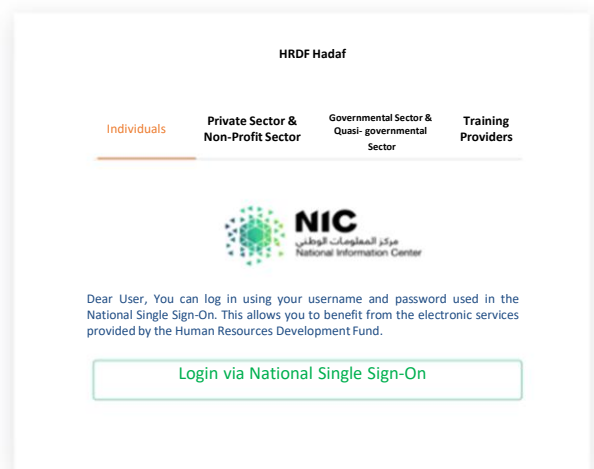 HRDF Hadaf
Individuals
Private Sector &
Non-Profit Sector
Governmental Sector &
Quasi- governmental
Sector
Training
Providers
NIC
مركز المعلومات الوطني
National Information Center
Dear User, You can log in using your username and password used in the
National Single Sign-On. This allows you to benefit from the electronic services
provided by the Human Resources Development Fund.
Login via National Single Sign-On